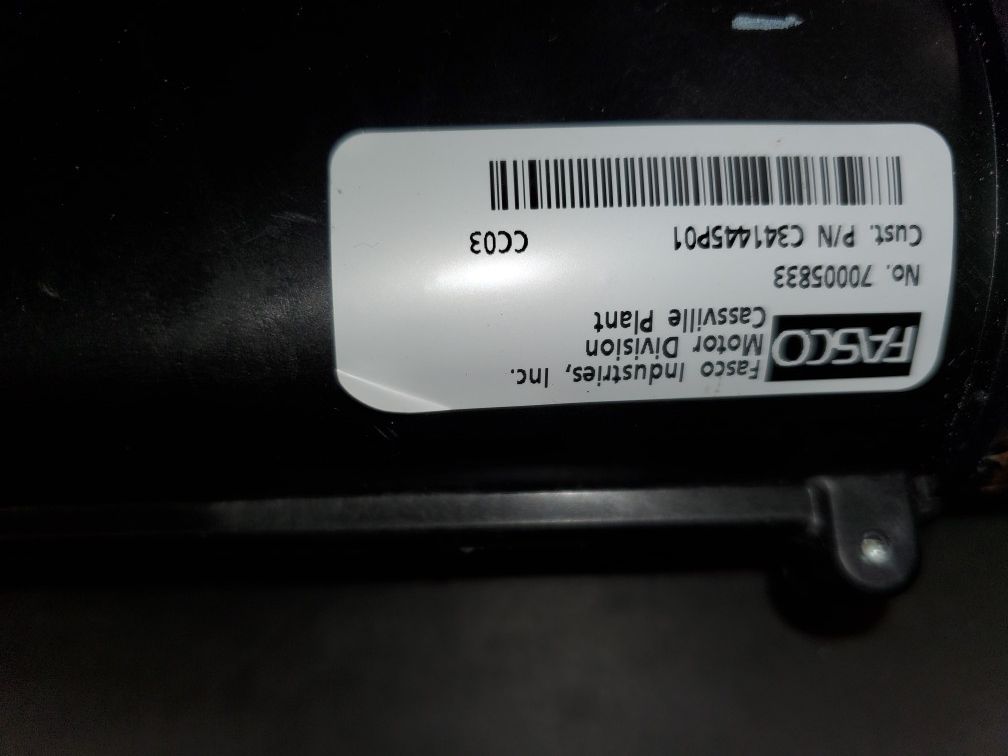 FASCO
Fasco Industries, Inc.
Motor Division
Cassville Plant
No. 70005833
Cust. P/N C341445P01 CC03